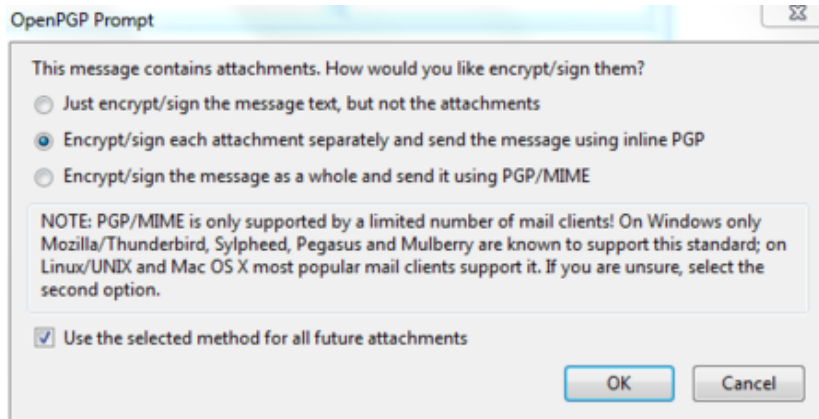 OpenPGP Prompt
This message contains attachments. How would you like encrypt/sign them?
Just encrypt/sign the message text, but not the attachments
Encrypt/sign each attachment separately and send the message using inline PGP
Encrypt/sign the message as a whole and send it using PGP/MIME
NOTE: PGP/MIME is only supported by a limited number of mail clients! On Windows only
Mozilla/Thunderbird, Sylpheed, Pegasus and Mulberry are known to support this standard; on
Linux/UNIX and Mac OS X most popular mail clients support it. If you are unsure, select the
second option.
Use the selected method for all future attachments
OK
Cancel